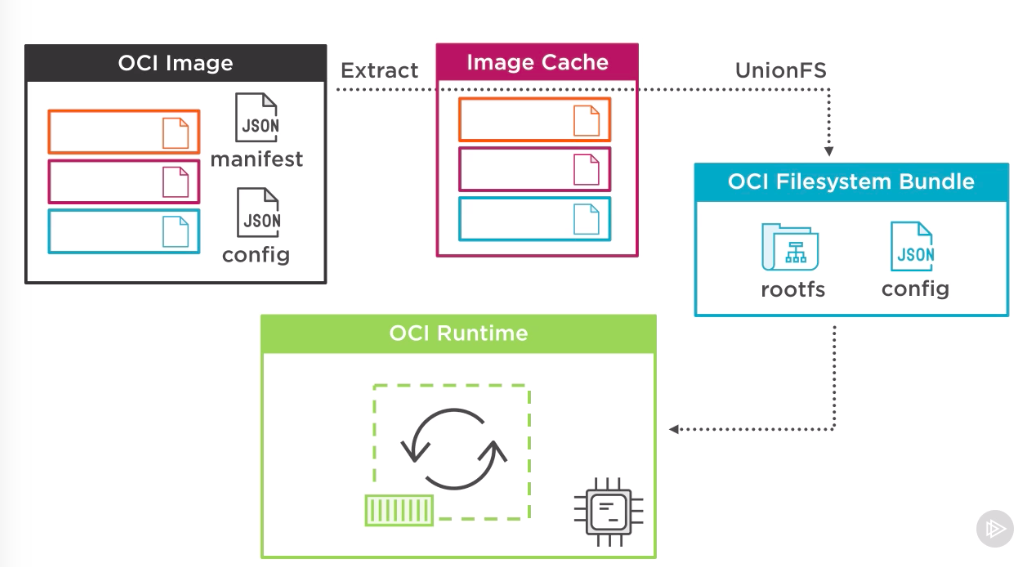 OCI Image
JSON
manifest
JSON
config
Extract
Image Cache
UnionFS
OCI Filesystem Bundle
rootfs
JSON
config
OCI Runtime